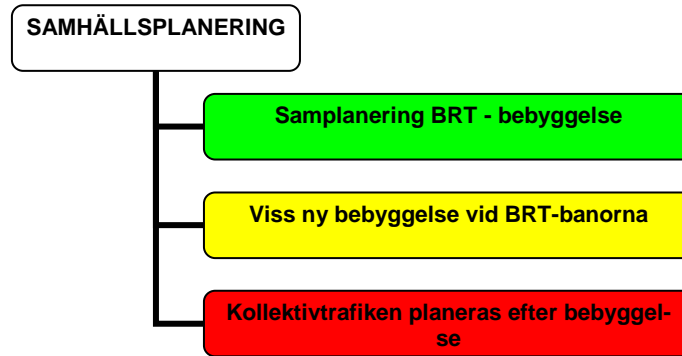 SAMHÄLLSPLANERING
Samplanering BRT - bebyggelse
Viss ny bebyggelse vid BRT-banorna
Kollektivtrafiken planeras efter bebyggel-
se